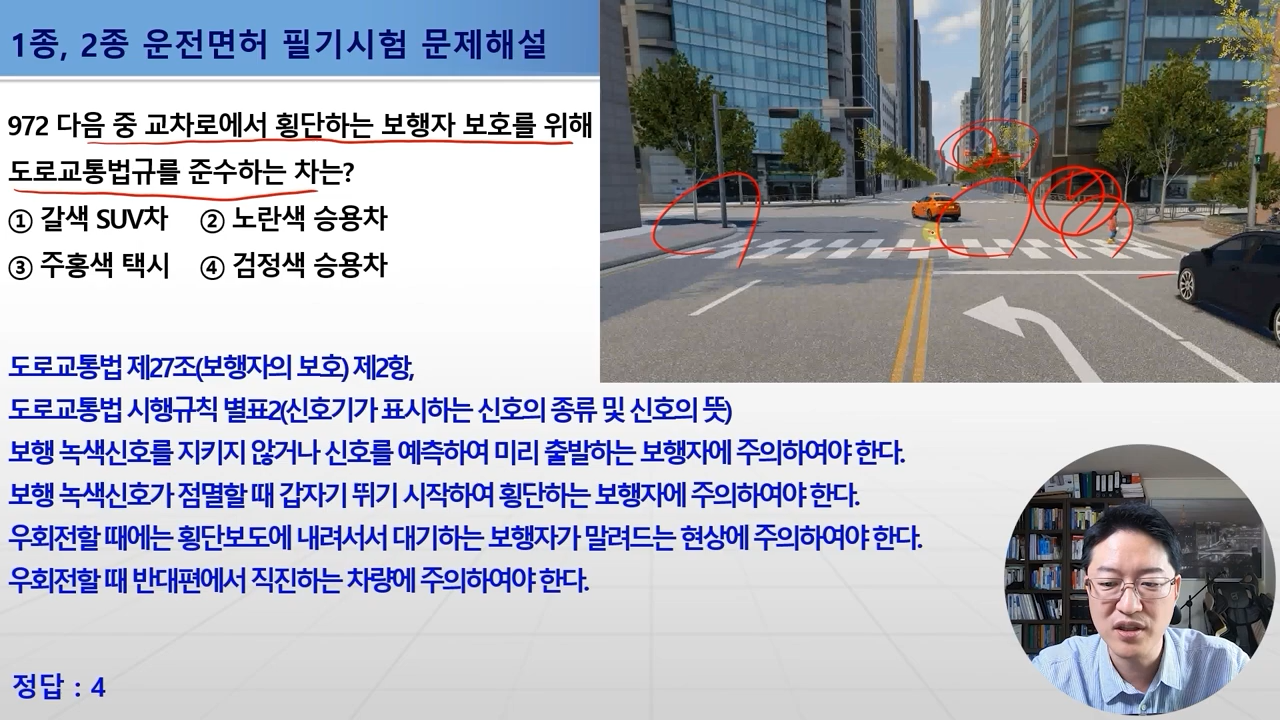 1종, 2종 운전면허 필기시험 문제해설
972 다음 중 교차로에서 횡단하는 보행자 보호를 위해
도로교통법규를 준수하는 차는?
① 갈색 SUV차 ② 노란색 승용차
③ 주홍색 택시 ④ 검정색 승용차
도로교통법 제27조(보행자의 보호) 제2항,
도로교통법 시행규칙 별표2(신호기가 표시하는 신호의 종류 및 신호의 뜻)
보행 녹색신호를 지키지 않거나 신호를 예측하여 미리 출발하는 보행자에 주의하여야 한다.
보행 녹색신호가 점멸할 때 갑자기 뛰기 시작하여 횡단하는 보행자에 주의하여야 한다.
우회전할 때에는 횡단보도에 내려서서 대기하는 보행자가 말려드는 현상에 주의하여야 한다.
우회전할 때 반대편에서 직진하는 차량에 주의하여야 한다.
정답 : 4